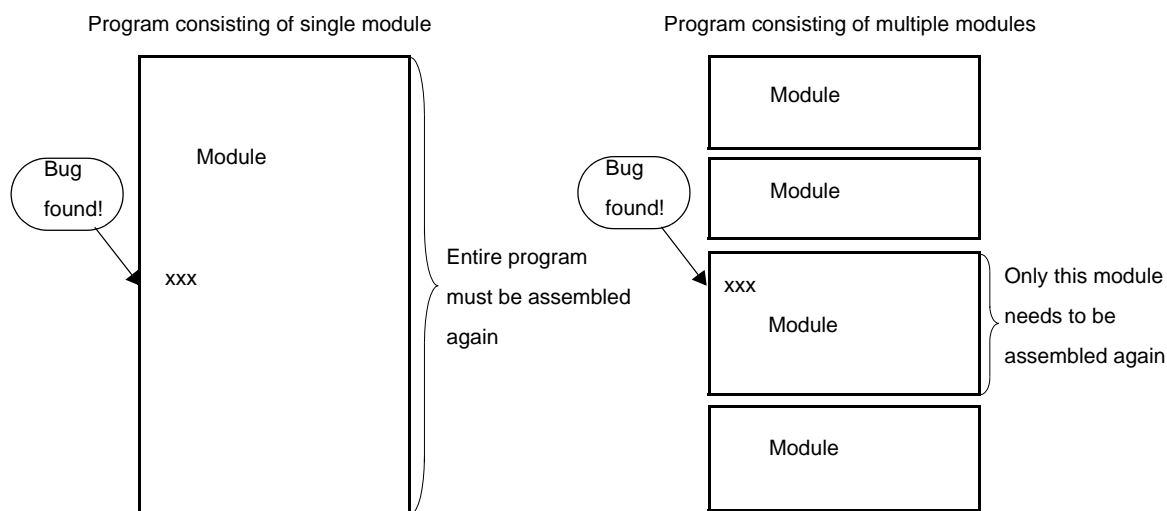 Program consisting of single module
Module
Bug
found!
xxx
Entire program
must be assembled
again
Program consisting of multiple modules
Module
Module
Bug
found!
xxx
Module
Only this module
needs to be
assembled again
Module